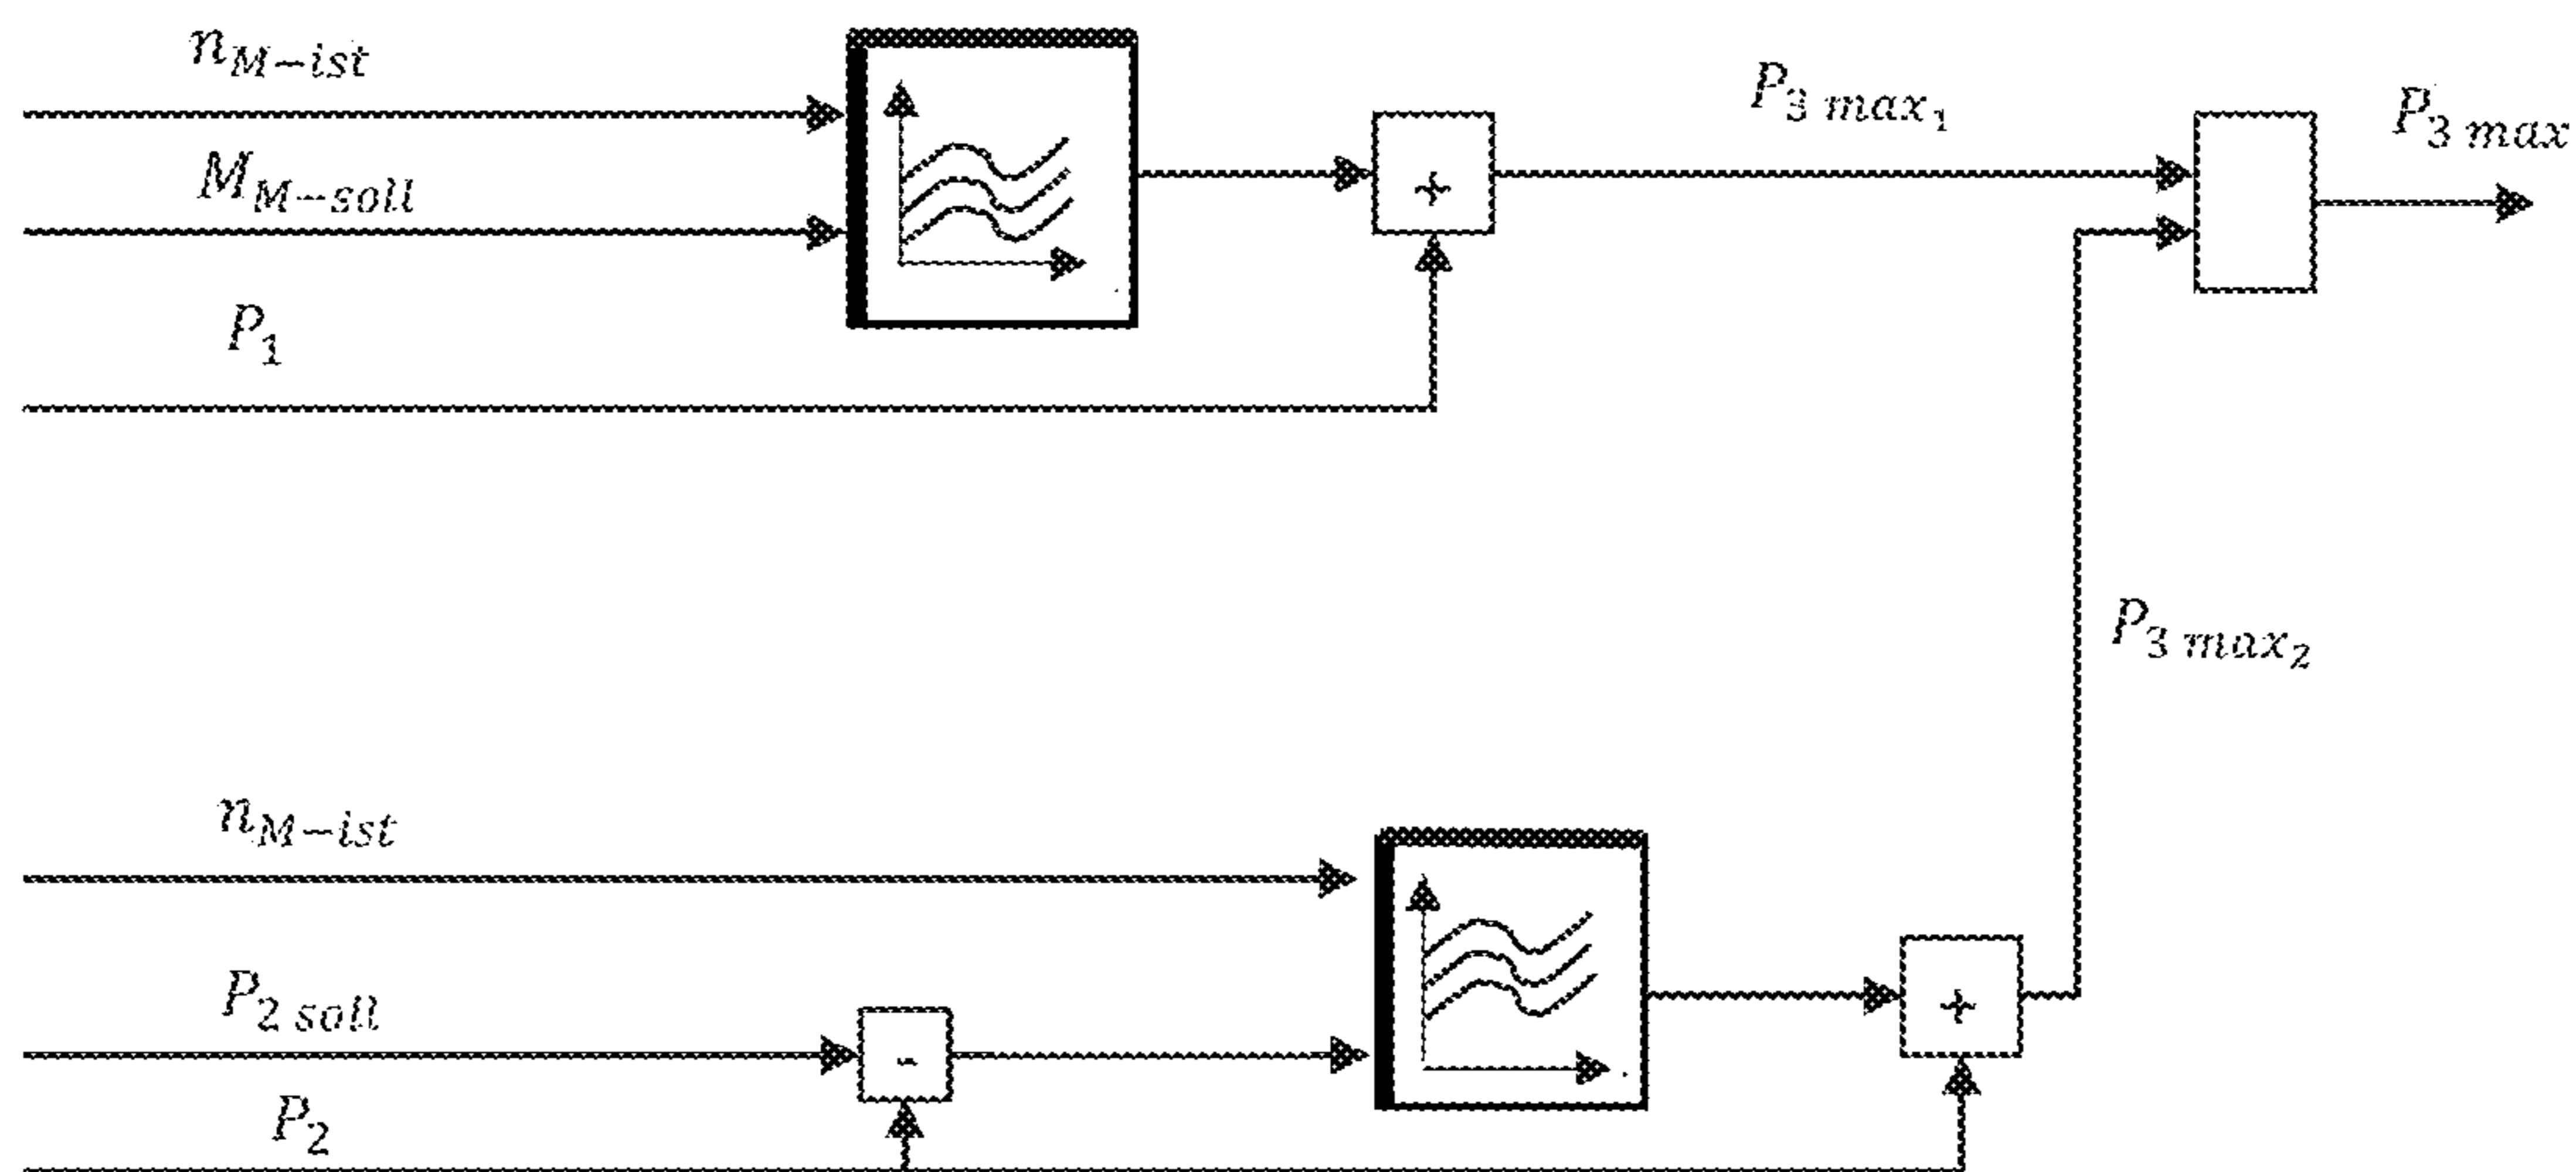 n_{M-ist}
M_{M-soll}
P_1
+
P_{3 max_1}
P_{3 max}
P_{3 max_2}
n_{M-ist}
P_{2 soll}
-
+
P_2